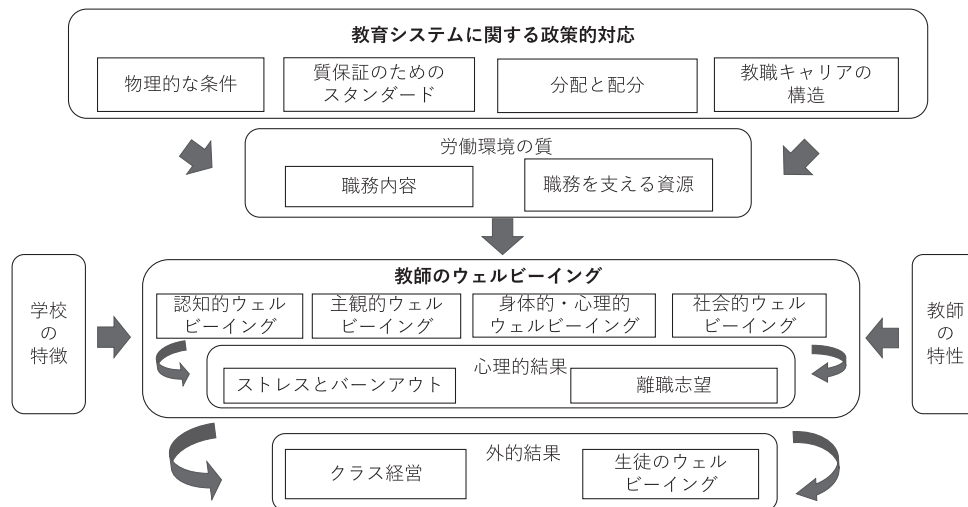 教育システムに関する政策的対応
物理的な条件
質保証のための
スタンダード
分配と配分
教職キャリアの
構造
労働環境の質
職務内容
職務を支える資源
学校
の
特徴
教師のウェルビーイング
認知的ウェル
ビーイング
主観的ウェル
ビーイング
身体的・心理的
ウェルビーイング
社会的ウェル
ビーイング
心理的結果
ストレスとバーンアウト
離職志望
教師
の
特性
外的結果
クラス経営
生徒のウェル
ビーイング